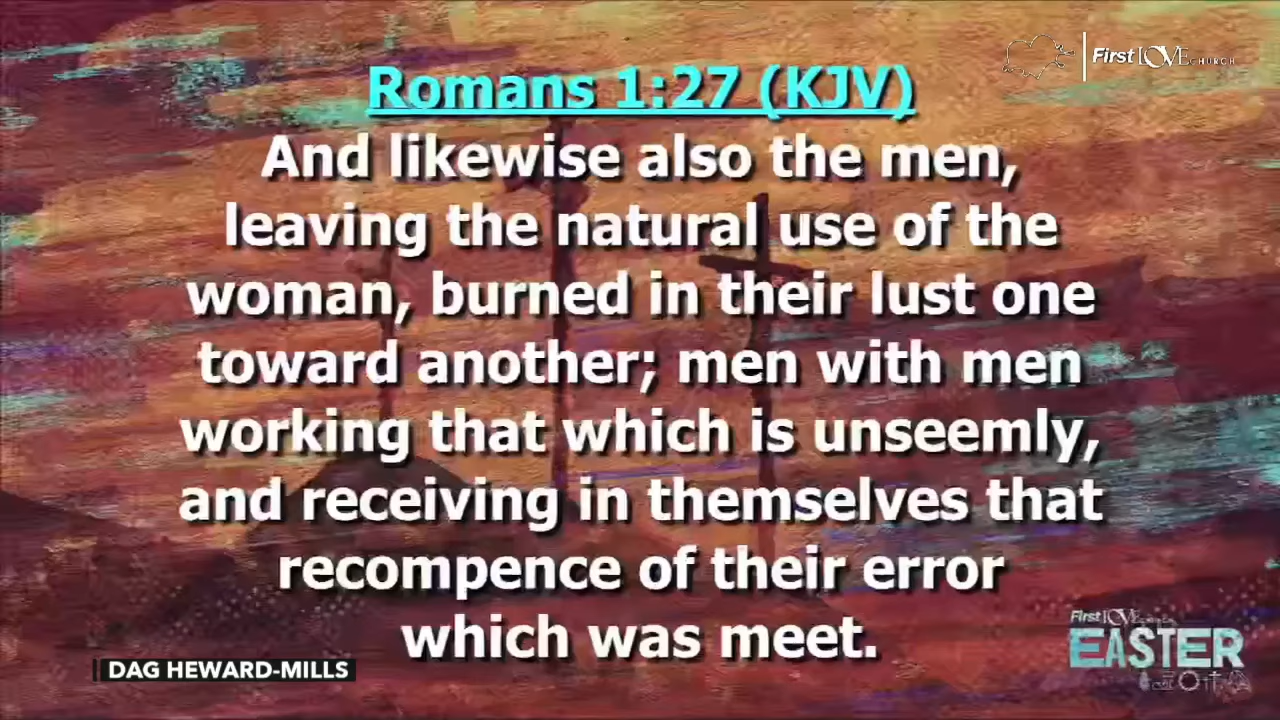 First LOVE CHURCH
Romans 1:27 (KJV)
And likewise also the men,
leaving the natural use of the
woman, burned in their lust one
toward another; men with men
working that which is unseemly,
and receiving in themselves that
recompence of their error
which was meet.
DAG HEWARD-MILLS
First LOVE
EASTER